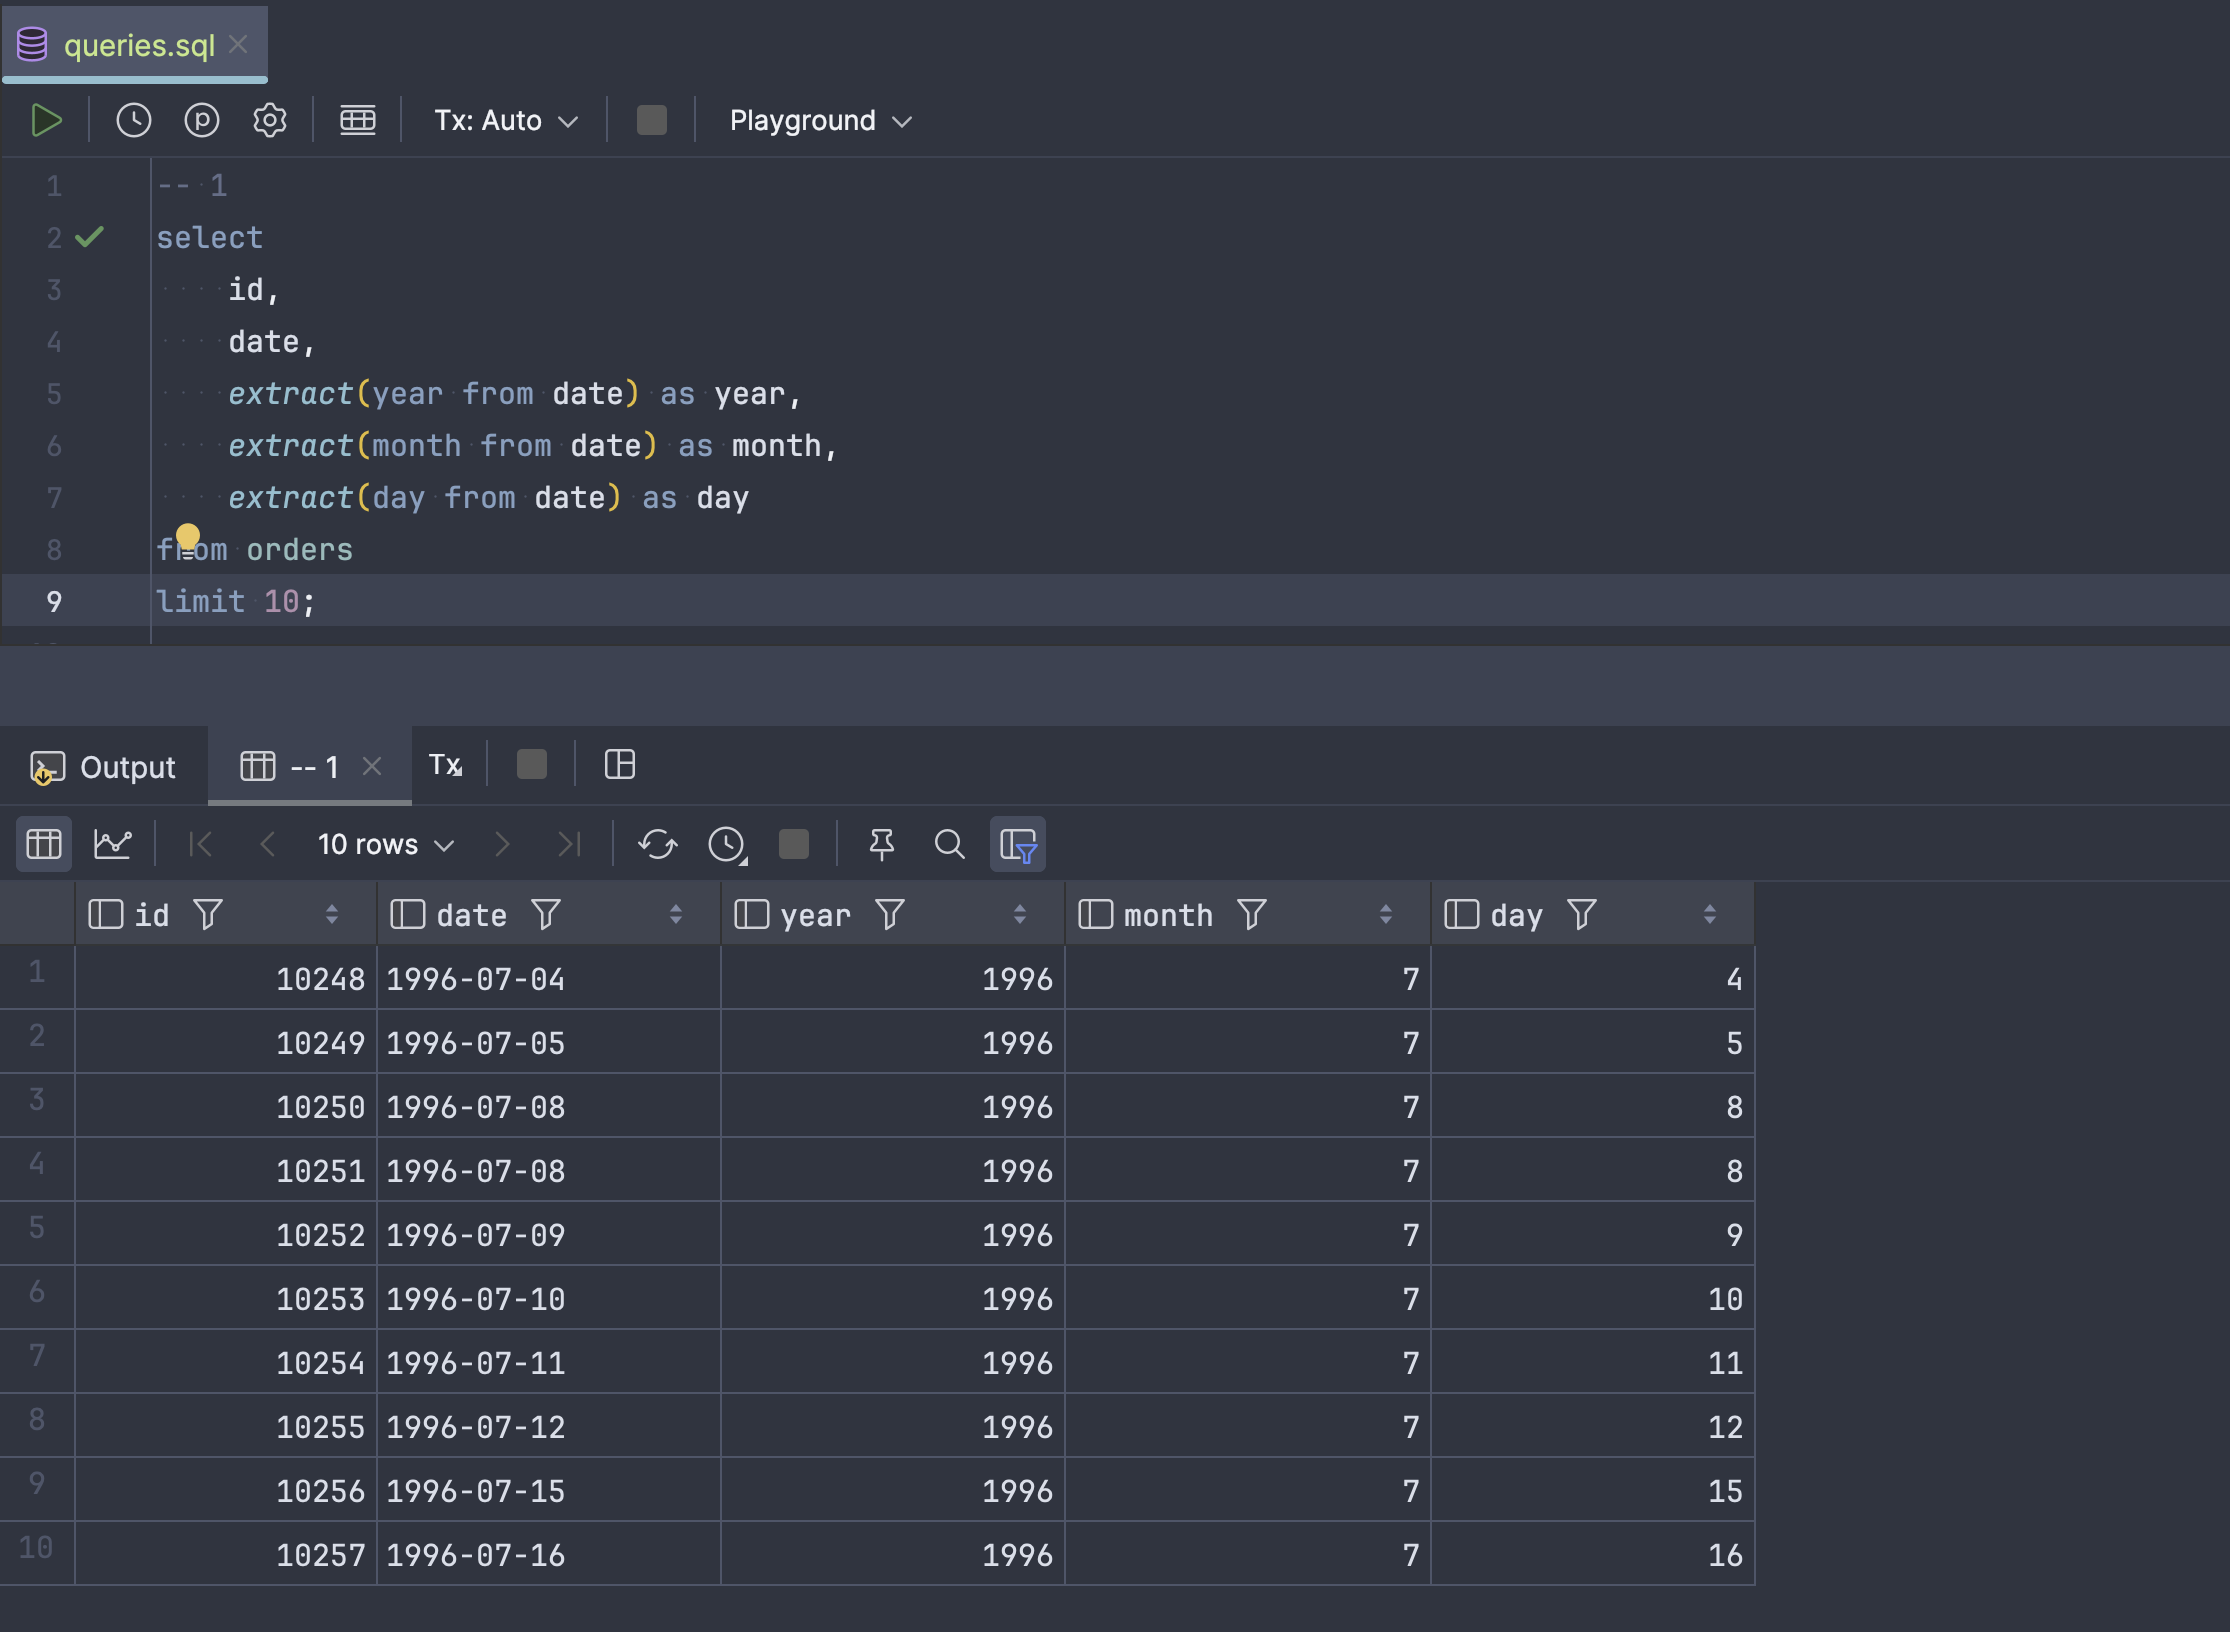 queries.sql
Tx: Auto Playground
1 -- 1
2 select
3 id,
4 date,
5 extract(year from date) as year,
6 extract(month from date) as month,
7 extract(day from date) as day
8 from orders
9 limit 10;
Output -- 1 Tx
10 rows
id date year month day
1 10248 1996-07-04 1996 7 4
2 10249 1996-07-05 1996 7 5
3 10250 1996-07-08 1996 7 8
4 10251 1996-07-08 1996 7 8
5 10252 1996-07-09 1996 7 9
6 10253 1996-07-10 1996 7 10
7 10254 1996-07-11 1996 7 11
8 10255 1996-07-12 1996 7 12
9 10256 1996-07-15 1996 7 15
10 10257 1996-07-16 1996 7 16